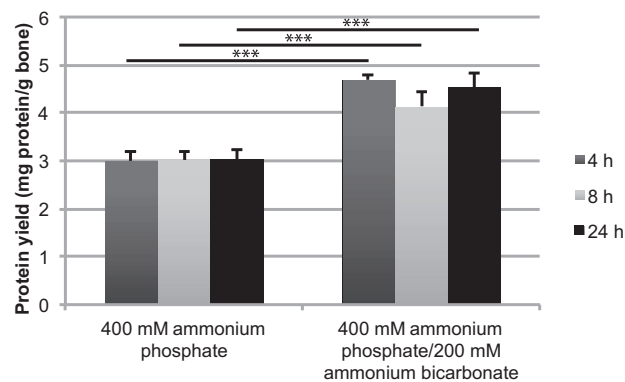 Protein yield (mg protein/g bone)
6
5
4
3
2
1
0
***
***
***
400 mM ammonium
phosphate
400 mM ammonium
phosphate/200 mM
ammonium bicarbonate
4 h
8 h
24 h